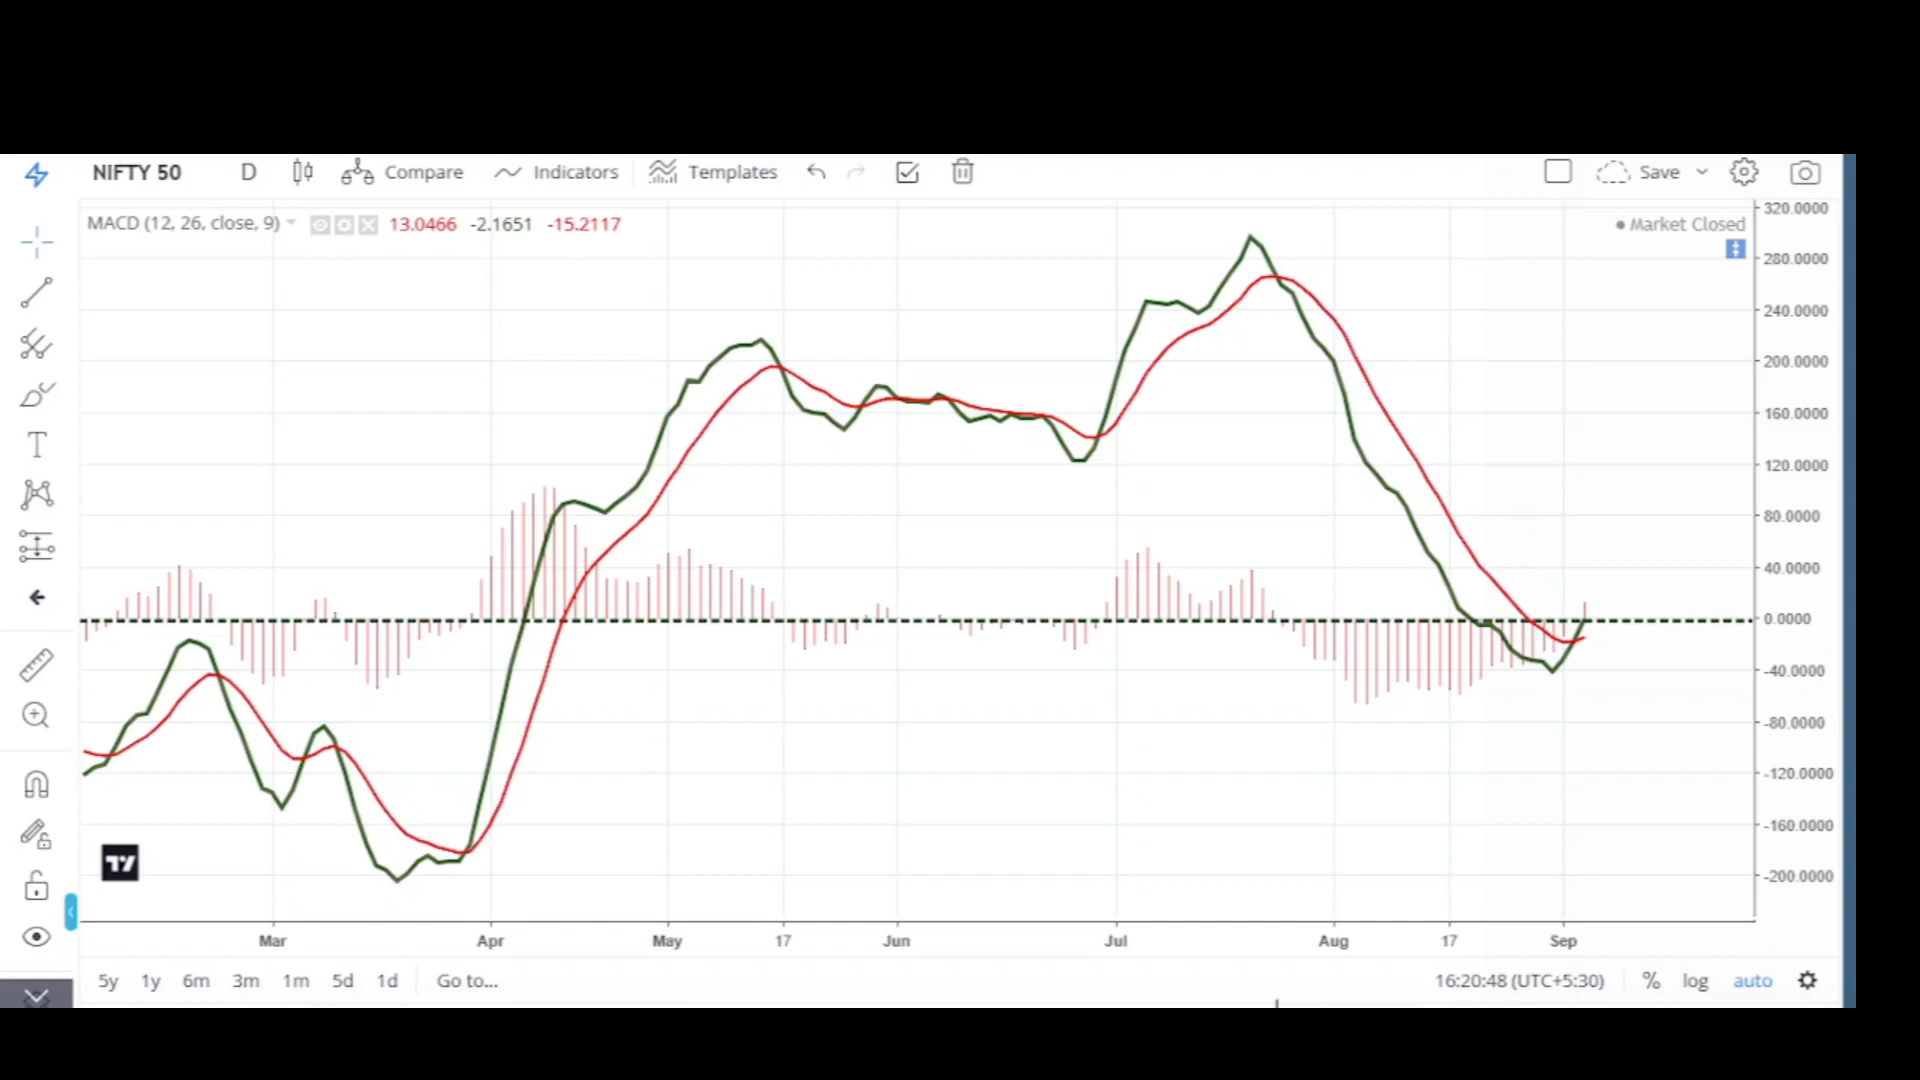 NIFTY 50 D Compare Indicators Templates Save
MACD (12, 26, close, 9) 13.0466 -2.1651 -15.2117
Market Closed
320.0000
280.0000
240.0000
200.0000
160.0000
120.0000
80.0000
40.0000
0.0000
-40.0000
-80.0000
-120.0000
-160.0000
-200.0000
T
TV
Mar Apr May 17 Jun Jul Aug 17 Sep
5y 1y 6m 3m 1m 5d 1d Go to... 16:20:48 (UTC+5:30) % log auto